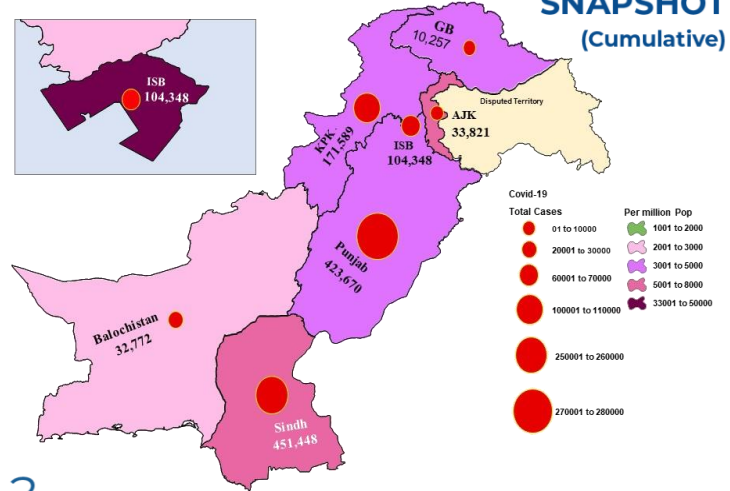 SNAPSHOT
(Cumulative)
ISB
104,348
GB
10,257
Disputed Territory
AJK
33,821
KPK
171,589
ISB
104,348
Punjab
423,670
Balochistan
32,772
Sindh
451,448
Covid-19
Total Cases
01 to 10000
20001 to 30000
60001 to 70000
100001 to 110000
250001 to 260000
270001 to 280000
Per million Pop
1001 to 2000
2001 to 3000
3001 to 5000
5001 to 8000
33001 to 50000